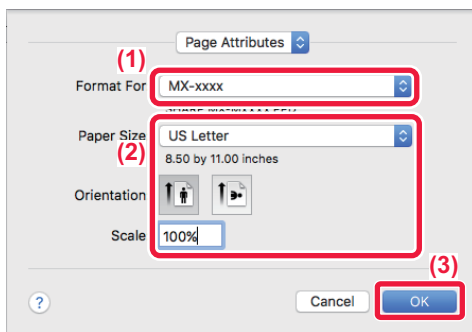 Page Attributes
(1)
Format For MX-xxxx
Paper Size US Letter
(2)
8.50 by 11.00 inches
Orientation
Scale 100%
(3)
? Cancel OK